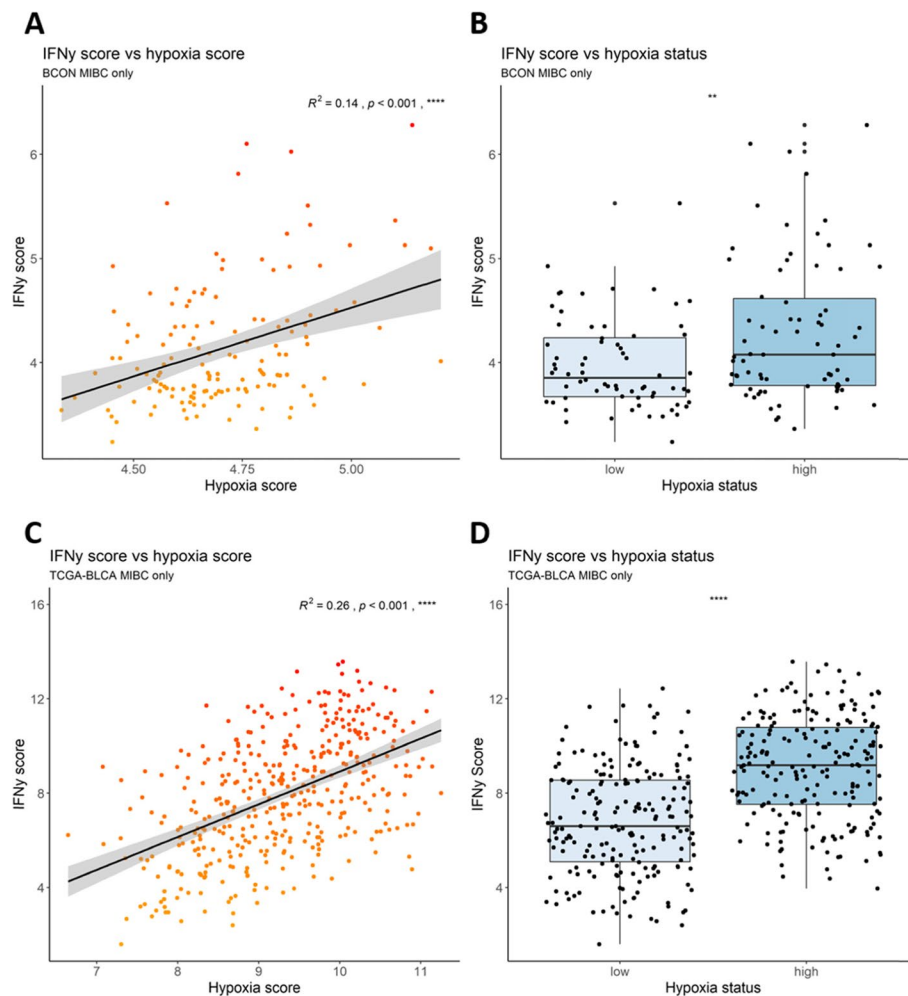 A
IFNy score vs hypoxia score
BCON MIBC only
R² = 0.14 , p < 0.001 , ****
6
5
4
IFNy score
4.50 4.75 5.00
Hypoxia score
B
IFNy score vs hypoxia status
BCON MIBC only
**
6
5
4
IFNy score
low high
Hypoxia status
C
IFNy score vs hypoxia score
TCGA-BLCA MIBC only
R² = 0.26 , p < 0.001 , ****
16
12
8
4
IFNy score
7 8 9 10 11
Hypoxia score
D
IFNy score vs hypoxia status
TCGA-BLCA MIBC only
****
16
12
8
4
IFNy Score
low high
Hypoxia status